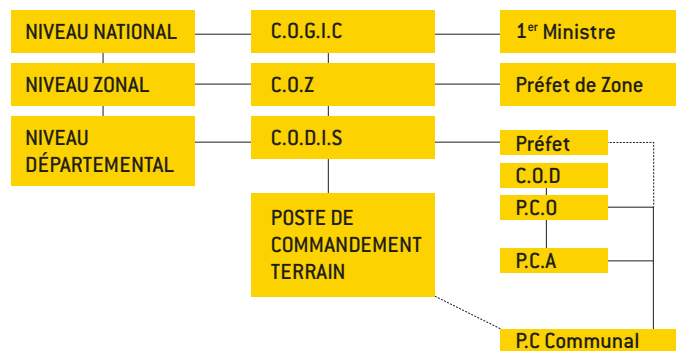 NIVEAU NATIONAL
C.O.G.I.C
1er Ministre
NIVEAU ZONAL
C.O.Z
Préfet de Zone
NIVEAU
DÉPARTEMENTAL
C.O.D.I.S
Préfet
C.O.D
P.C.O
P.C.A
POSTE DE
COMMANDEMENT
TERRAIN
P.C Communal